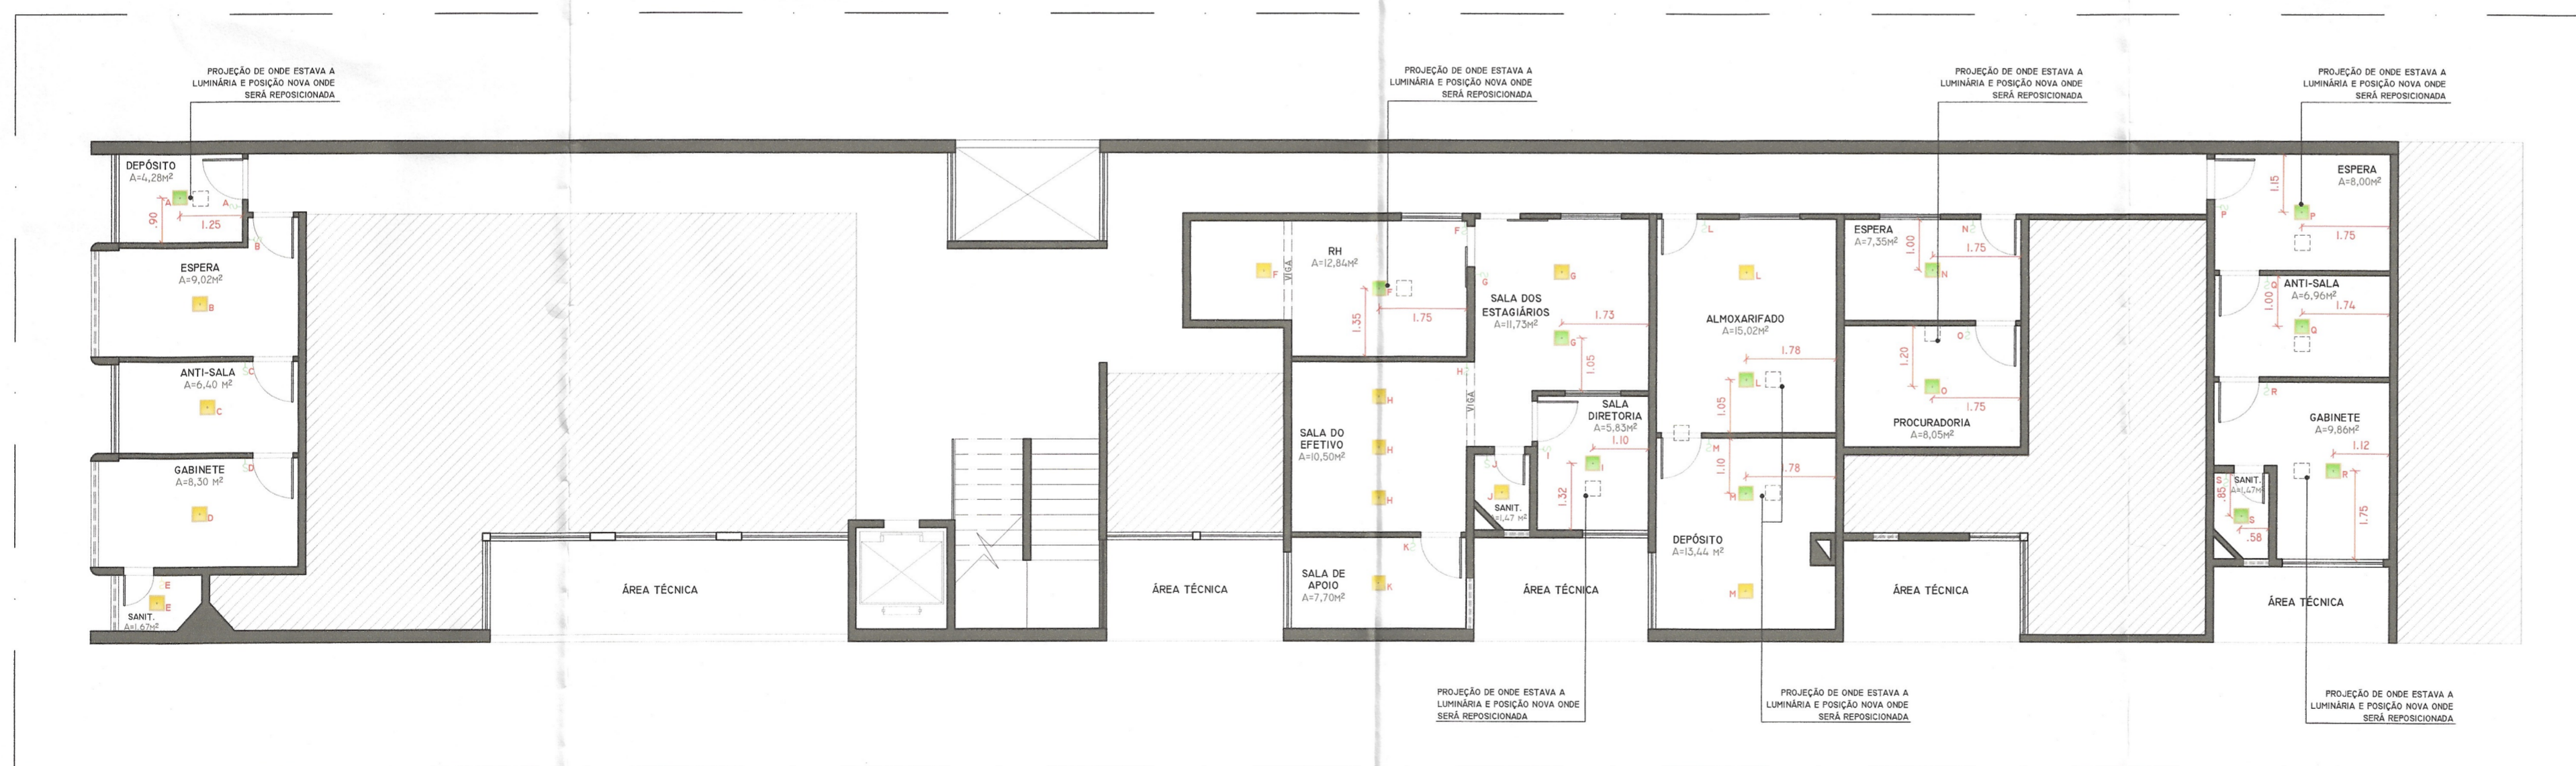 PROJEÇÃO DE ONDE ESTAVA A
LUMINÁRIA E POSIÇÃO NOVA ONDE
SERÁ REPOSICIONADA
PROJEÇÃO DE ONDE ESTAVA A
LUMINÁRIA E POSIÇÃO NOVA ONDE
SERÁ REPOSICIONADA
PROJEÇÃO DE ONDE ESTAVA A
LUMINÁRIA E POSIÇÃO NOVA ONDE
SERÁ REPOSICIONADA
PROJEÇÃO DE ONDE ESTAVA A
LUMINÁRIA E POSIÇÃO NOVA ONDE
SERÁ REPOSICIONADA
DEPÓSITO
A=4,28M²
A
A
.90
1.25
B
ESPERA
A=9,02M²
B
ANTI-SALA
A=6,40 M²
C
C
GABINETE
A=8,30 M²
D
D
E
E
SANIT.
A=1,67M²
ÁREA TÉCNICA
ÁREA TÉCNICA
F
VIGA
RH
A=12,84M²
F
F
1.35
1.75
G
G
SALA DOS
ESTAGIÁRIOS
A=11,73M²
1.73
G
1.05
H
VIGA
H
SALA DO
EFETIVO
A=10,50M²
H
H
SALA
DIRETORIA
A=5,83M²
1.10
I
I
1.32
J
J
SANIT.
A=1,47 M²
K
SALA DE
APOIO
A=7,70M²
K
ÁREA TÉCNICA
L
L
ALMOXARIFADO
A=15,02M²
1.78
L
1.05
M
1.10
1.78
M
DEPÓSITO
A=13,44 M²
M
ESPERA
A=7,35M²
N
1.00
1.75
N
O
1.20
O
1.75
PROCURADORIA
A=8,05M²
ÁREA TÉCNICA
ESPERA
A=8,00M²
1.15
P
P
1.75
Q
ANTI-SALA
A=6,96M²
1.00
1.74
Q
R
GABINETE
A=9,86M²
1.12
R
1.75
S
SANIT.
A=1,47M²
.85
S
.58
ÁREA TÉCNICA
PROJEÇÃO DE ONDE ESTAVA A
LUMINÁRIA E POSIÇÃO NOVA ONDE
SERÁ REPOSICIONADA
PROJEÇÃO DE ONDE ESTAVA A
LUMINÁRIA E POSIÇÃO NOVA ONDE
SERÁ REPOSICIONADA
PROJEÇÃO DE ONDE ESTAVA A
LUMINÁRIA E POSIÇÃO NOVA ONDE
SERÁ REPOSICIONADA